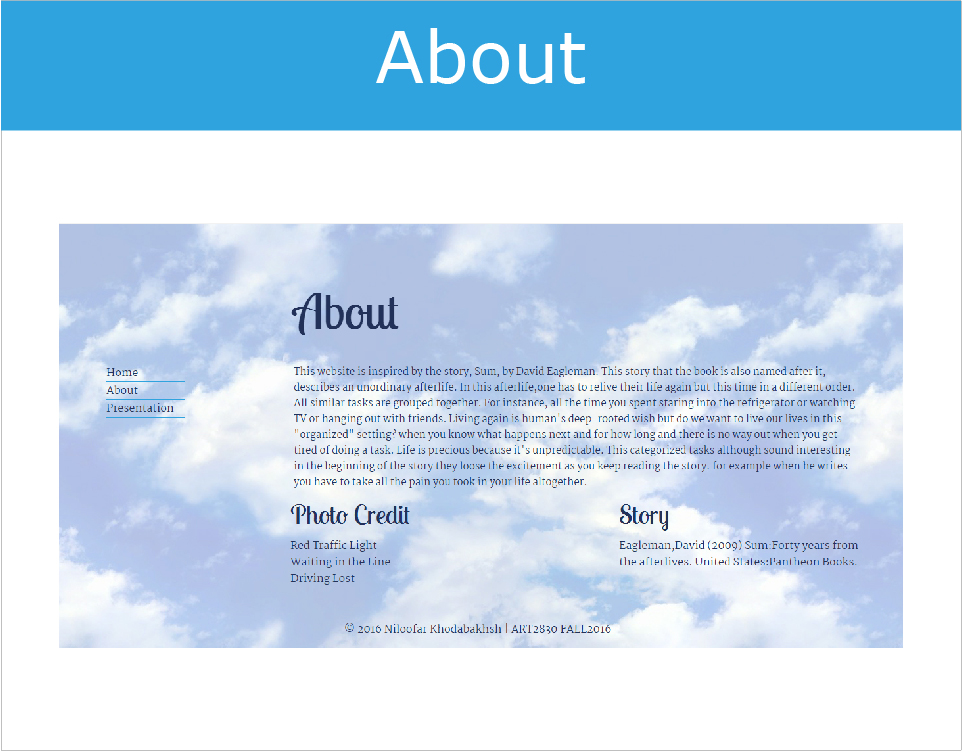 About
About
Home
About
Presentation
This website is inspired by the story, Sum, by David Eagleman. This story that the book is also named after it,
describes an unordinary afterlife. In this afterlife,one has to relive their life again but this time in a different order.
All similar tasks are grouped together. For instance, all the time you spent staring into the refrigerator or watching
TV or hanging out with friends. Living again is human's deep-rooted wish but do we want to live our lives in this
"organized" setting? when you know what happens next and for how long and there is no way out when you get
tired of doing a task. Life is precious because it's unpredictable. This categorized tasks although sound interesting
in the beginning of the story they loose the excitement as you keep reading the story. for example when he writes
you have to take all the pain you took in your life altogether.
Photo Credit
Red Traffic Light
Waiting in the Line
Driving Lost
Story
Eagleman,David (2009) Sum:Forty years from
the afterlives. United States:Pantheon Books.
© 2016 Niloofar Khodabakhsh | ART2830 FALL2016